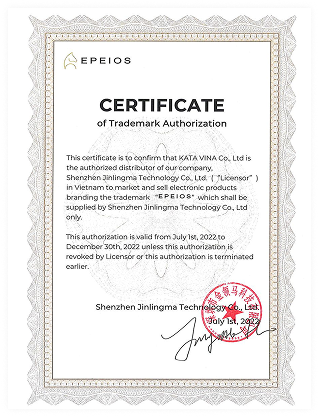 EPEIOS
CERTIFICATE
of Trademark Authorization
This certificate is to confirm that KATA VINA Co., Ltd is
the authorized distributor of our company,
Shenzhen Jinlingma Technology Co., Ltd. ( "Licensor" )
in Vietnam to market and sell electronic products
branding the trademark "EPEIOS" which shall be
supplied by Shenzhen Jinlingma Technology Co., Ltd
only.
This authorization is valid from July 1st, 2022 to
December 30th, 2022 unless this authorization is
revoked by Licensor or this authorization is terminated
earlier.
Shenzhen Jinlingma Technology Co., Ltd.
July 1st, 2022